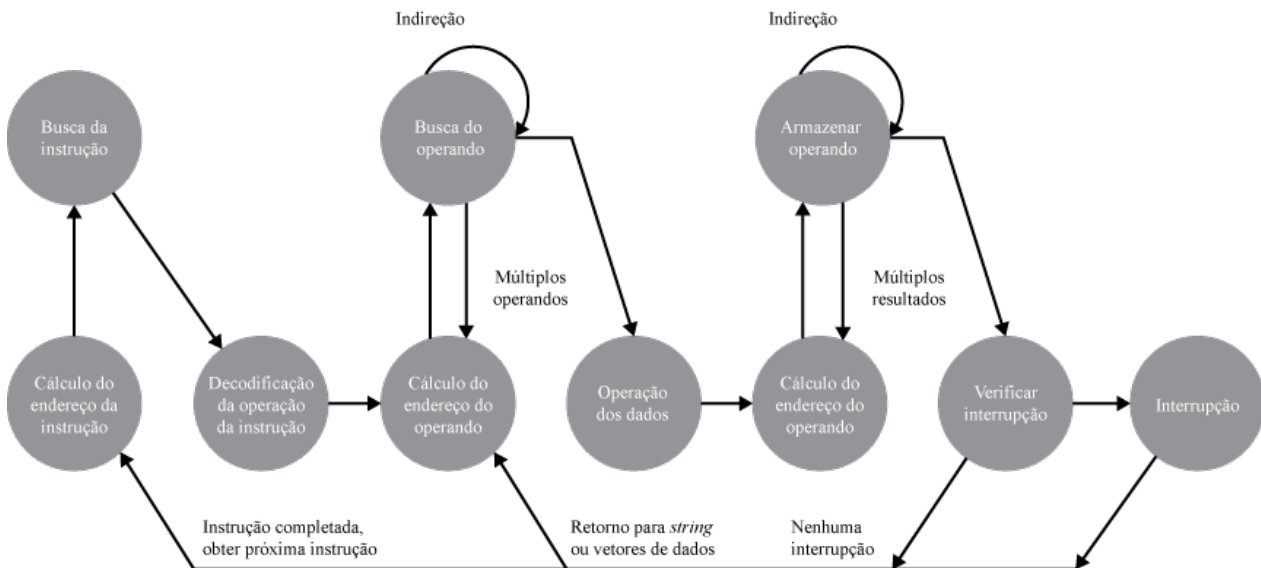 Indireção
Indireção
Busca da
instrução
Busca do
operando
Armazenar
operando
Múltiplos
operandos
Múltiplos
resultados
Cálculo do
endereço da
instrução
Decodificação
da operação
da instrução
Cálculo do
endereço do
operando
Operação
dos dados
Cálculo do
endereço do
operando
Verificar
interrupção
Interrupção
Instrução completada,
obter próxima instrução
Retorno para string
ou vetores de dados
Nenhuma
interrupção